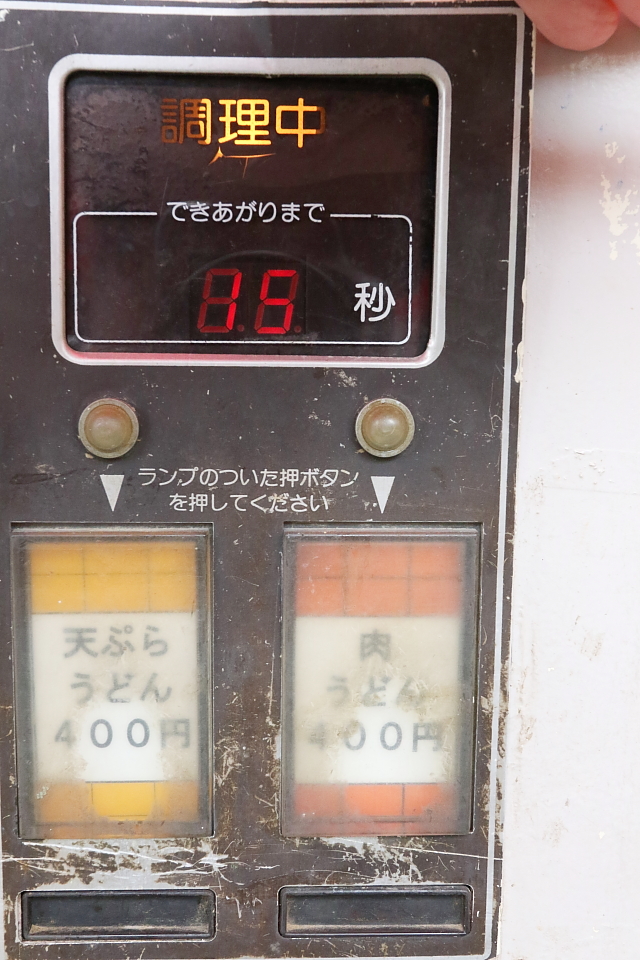 調理中
できあがりまで
15 秒
ランプのついた押ボタン
を押してください
天ぷら
うどん
400円
肉
うどん
400円